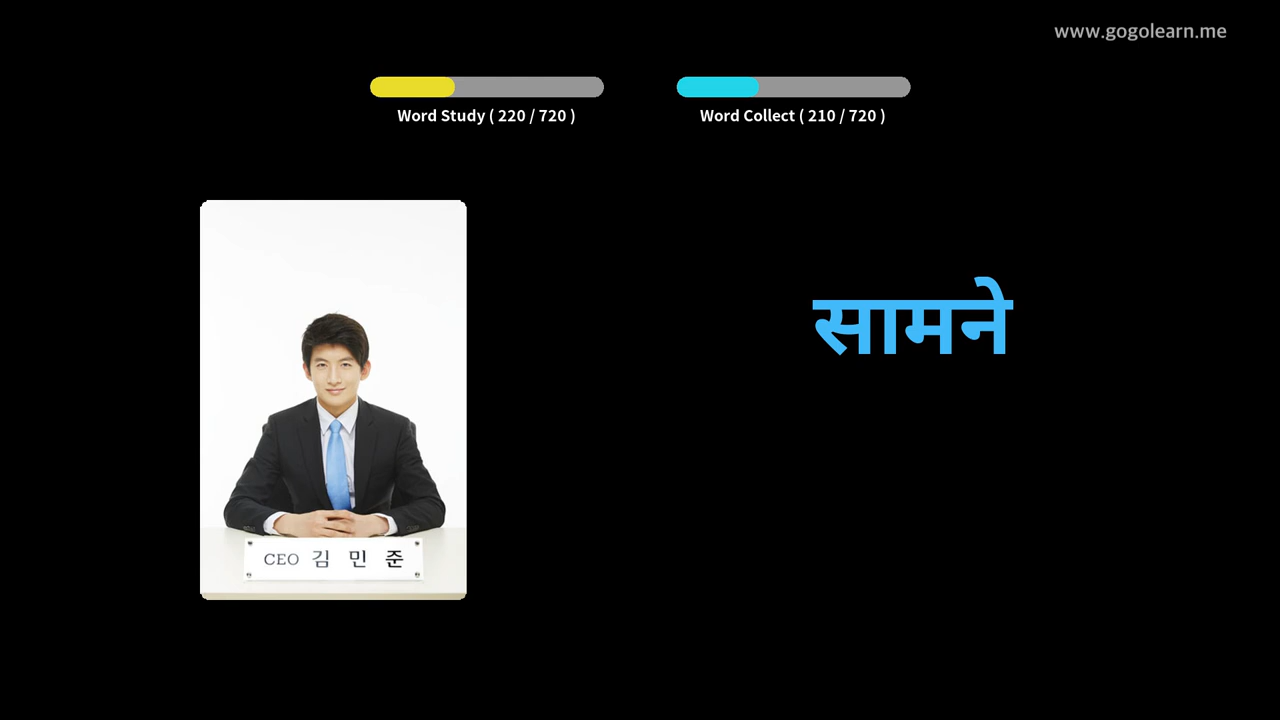 www.gogolearn.me
Word Study ( 220 / 720 )
Word Collect ( 210 / 720 )
सामने
CEO 김 민 준